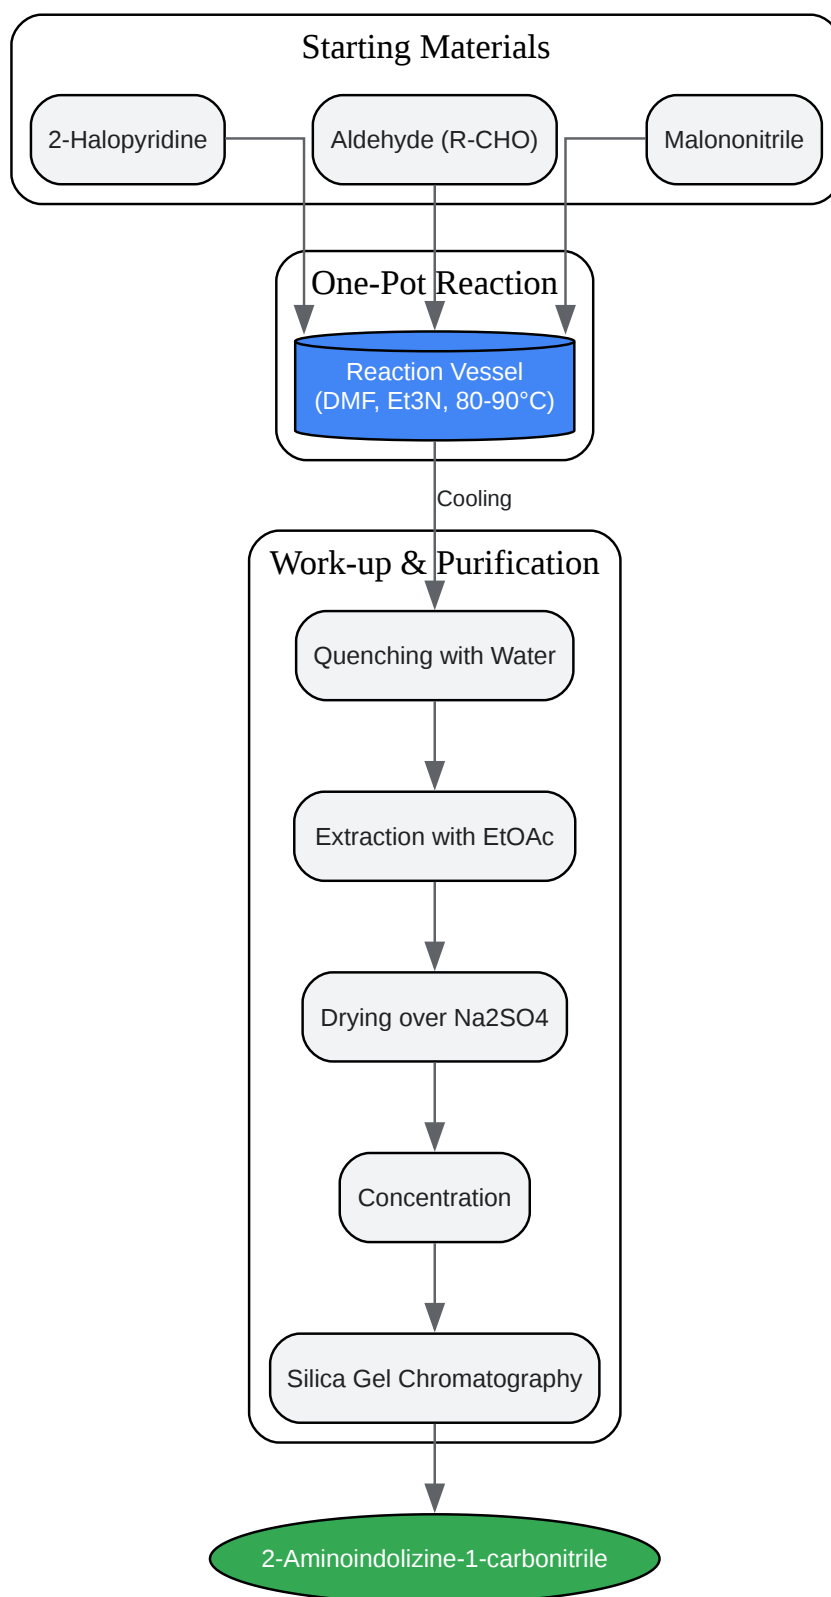 Starting Materials
2-Halopyridine
Aldehyde (R-CHO)
Malononitrile
One-Pot Reaction
Reaction Vessel
(DMF, Et3N, 80-90°C)
Cooling
Work-up & Purification
Quenching with Water
Extraction with EtOAc
Drying over Na2SO4
Concentration
Silica Gel Chromatography
2-Aminoindolizine-1-carbonitrile